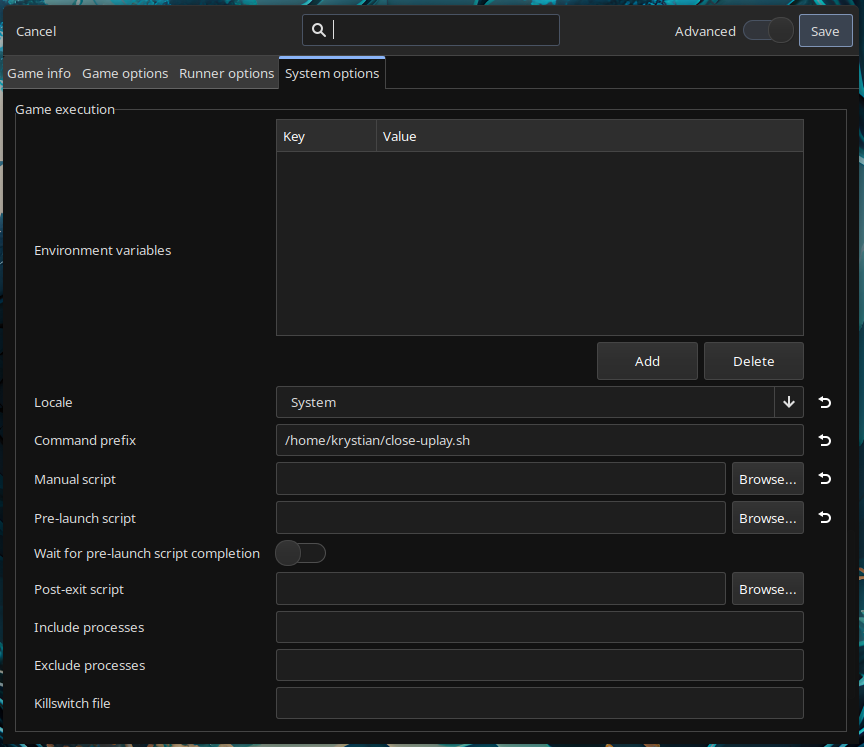 Cancel
Advanced
Save
Game info
Game options
Runner options
System options
Game execution
Key
Value
Environment variables
Add
Delete
Locale
System
Command prefix
/home/krystian/close-uplay.sh
Manual script
Browse...
Pre-launch script
Browse...
Wait for pre-launch script completion
Post-exit script
Browse...
Include processes
Exclude processes
Killswitch file